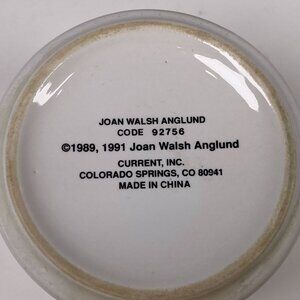 JOAN WALSH ANGLUND
CODE 92756
©1989, 1991 Joan Walsh Anglund
CURRENT, INC.
COLORADO SPRINGS, CO 80941
MADE IN CHINA